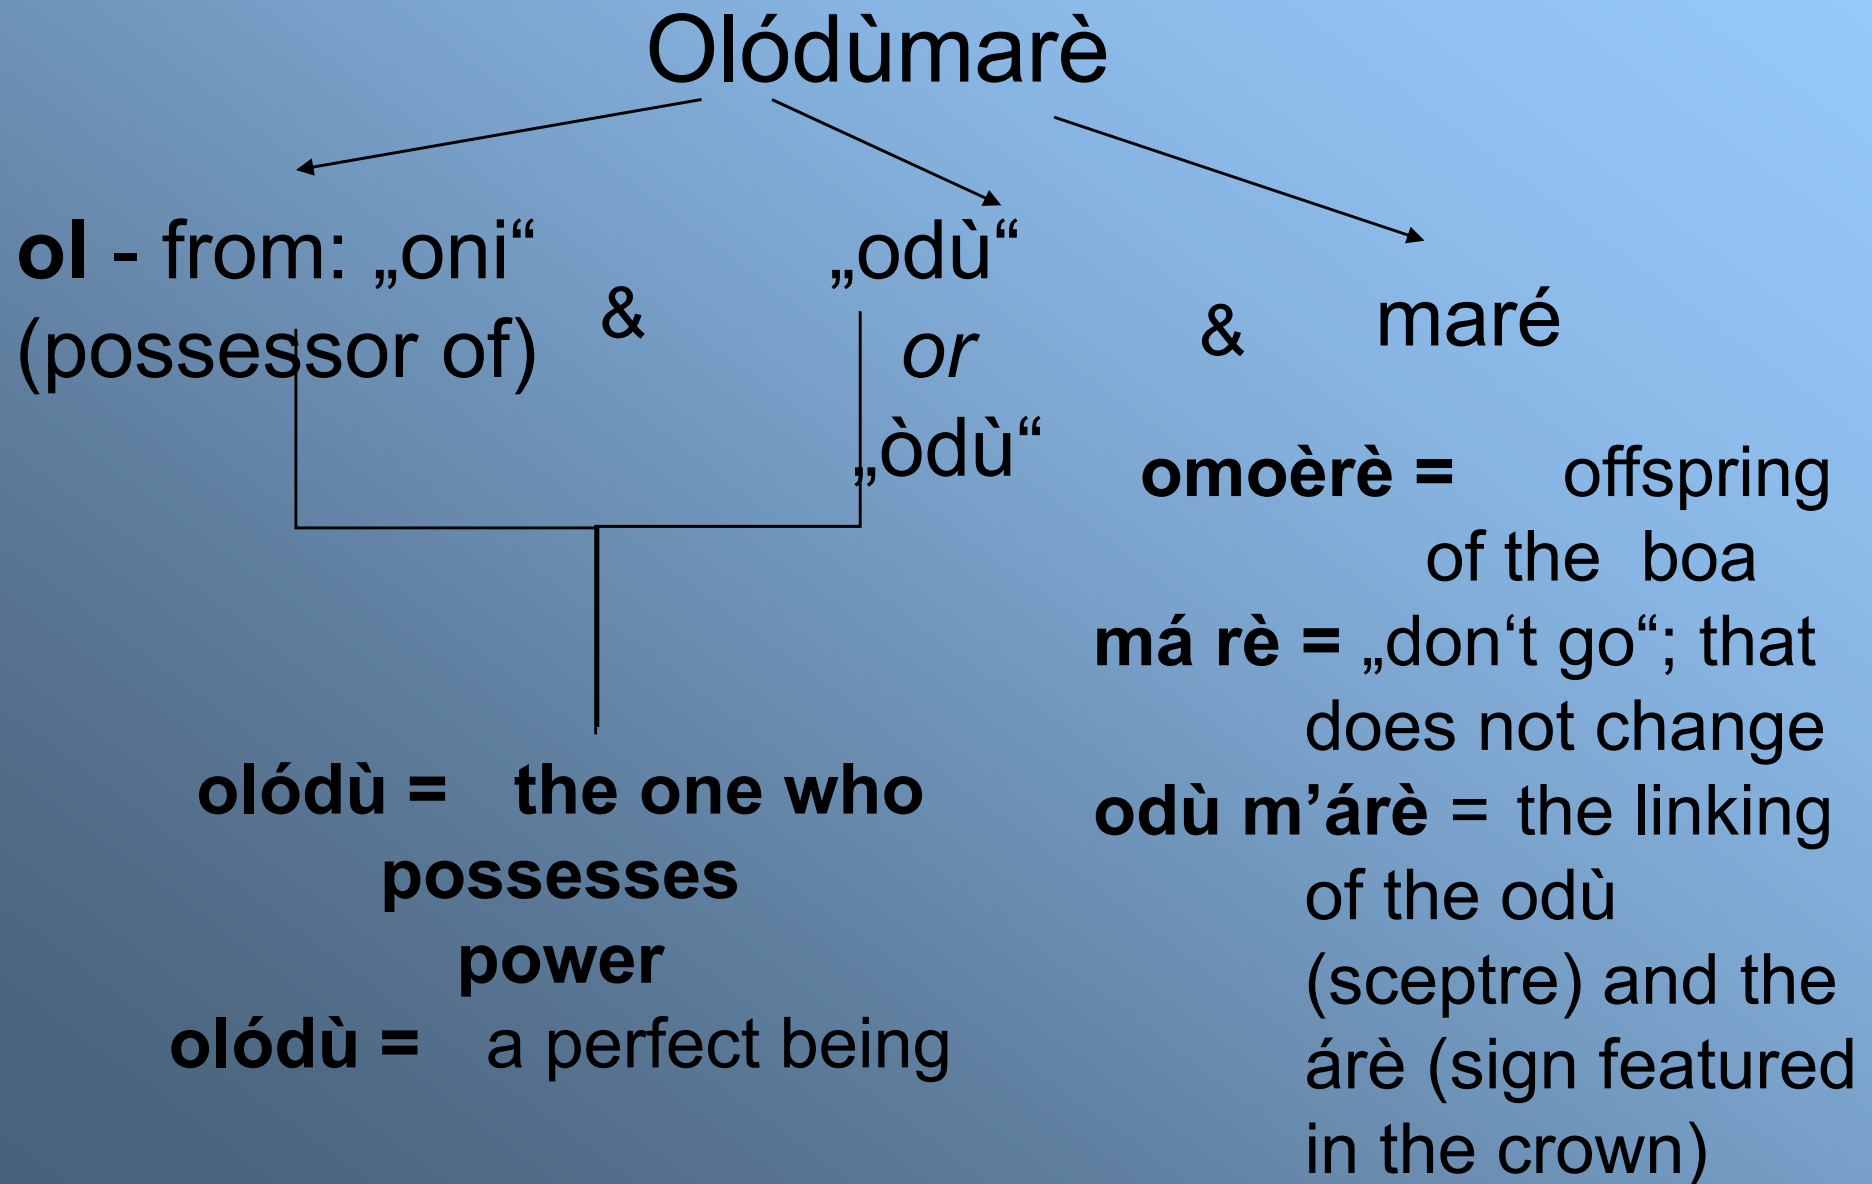 Olódùmarè
ol - from: „oni“
(possessor of)
&
„odù“
or
„òdù“
&
maré
olódù = the one who
possesses
power
olódù = a perfect being
omoèrè = offspring
of the boa
má rè = „don‘t go“; that
does not change
odù m’árè = the linking
of the odù
(sceptre) and the
árè (sign featured
in the crown)